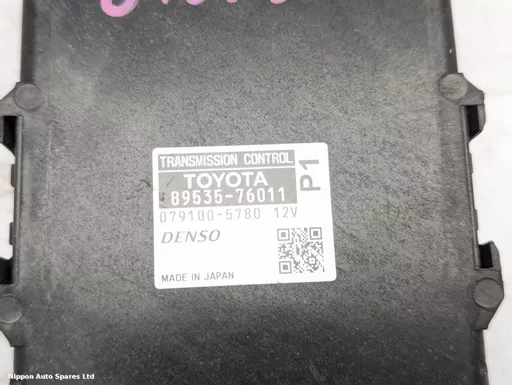 TRANSMISSION CONTROL
TOYOTA
89535-76011
P1
079100-5780 12V
DENSO
MADE IN JAPAN
Nippon Auto Spares Ltd